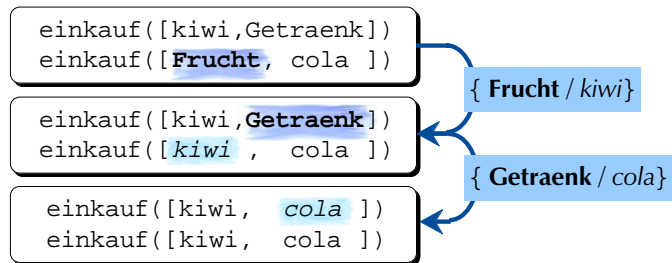 einkauf([kiwi,Getraenk])
einkauf([Frucht, cola ])
{ Frucht / kiwi}
einkauf([kiwi,Getraenk])
einkauf([kiwi , cola ])
{ Getraenk / cola}
einkauf([kiwi, cola ])
einkauf([kiwi, cola ])